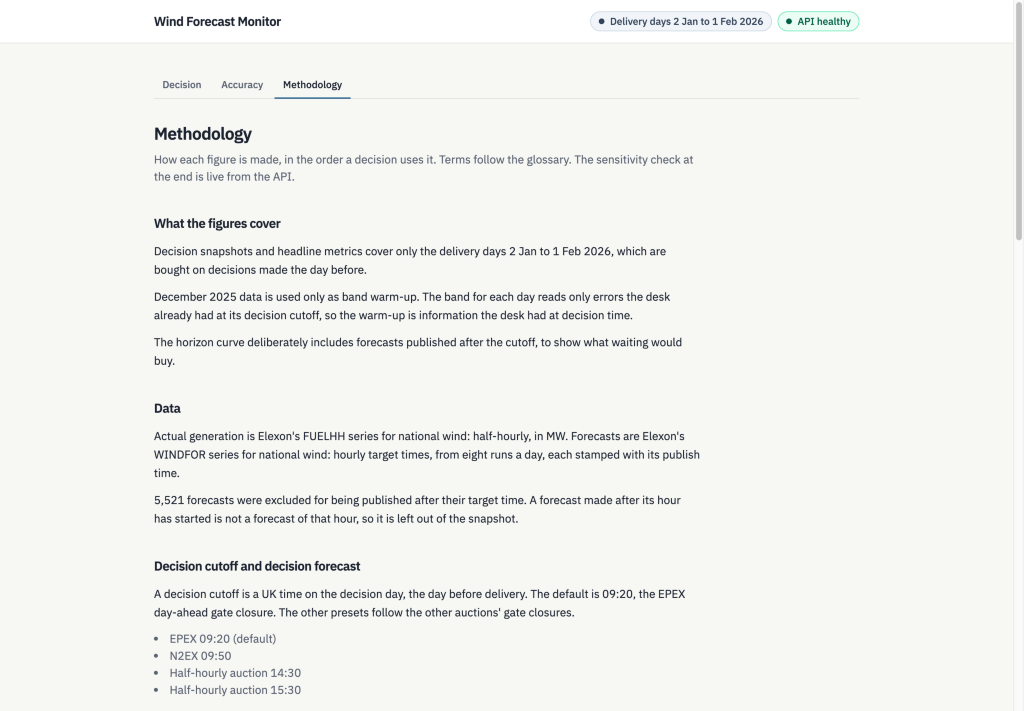 Wind Forecast Monitor
Delivery days 2 Jan to 1 Feb 2026
API healthy
Decision
Accuracy
Methodology
Methodology
How each figure is made, in the order a decision uses it. Terms follow the glossary. The sensitivity check at
the end is live from the API.
What the figures cover
Decision snapshots and headline metrics cover only the delivery days 2 Jan to 1 Feb 2026, which are
bought on decisions made the day before.
December 2025 data is used only as band warm-up. The band for each day reads only errors the desk
already had at its decision cutoff, so the warm-up is information the desk had at decision time.
The horizon curve deliberately includes forecasts published after the cutoff, to show what waiting would
buy.
Data
Actual generation is Elexon's FUELHH series for national wind: half-hourly, in MW. Forecasts are Elexon's
WINDFOR series for national wind: hourly target times, from eight runs a day, each stamped with its publish
time.
5,521 forecasts were excluded for being published after their target time. A forecast made after its hour
has started is not a forecast of that hour, so it is left out of the snapshot.
Decision cutoff and decision forecast
A decision cutoff is a UK time on the decision day, the day before delivery. The default is 09:20, the EPEX
day-ahead gate closure. The other presets follow the other auctions' gate closures.
• EPEX 09:20 (default)
• N2EX 09:50
• Half-hourly auction 14:30
• Half-hourly auction 15:30